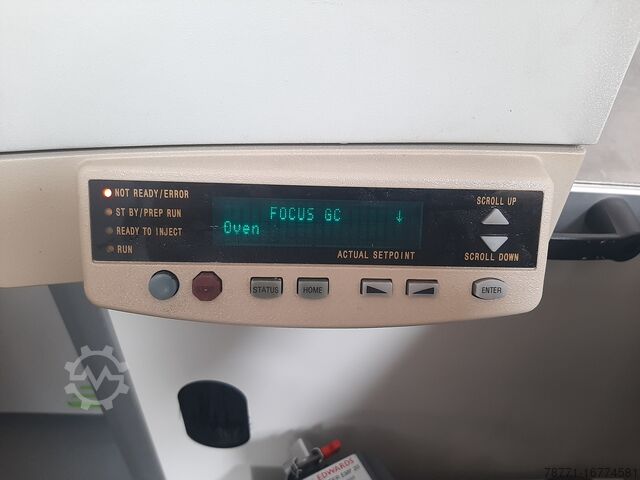 NOT READY/ERROR
ST BY/PREP RUN
READY TO INJECT
RUN
FOCUS GC ↓
Oven
ACTUAL SETPOINT
SCROLL UP
SCROLL DOWN
STATUS
HOME
ENTER
EDWARDS
78771-16774581